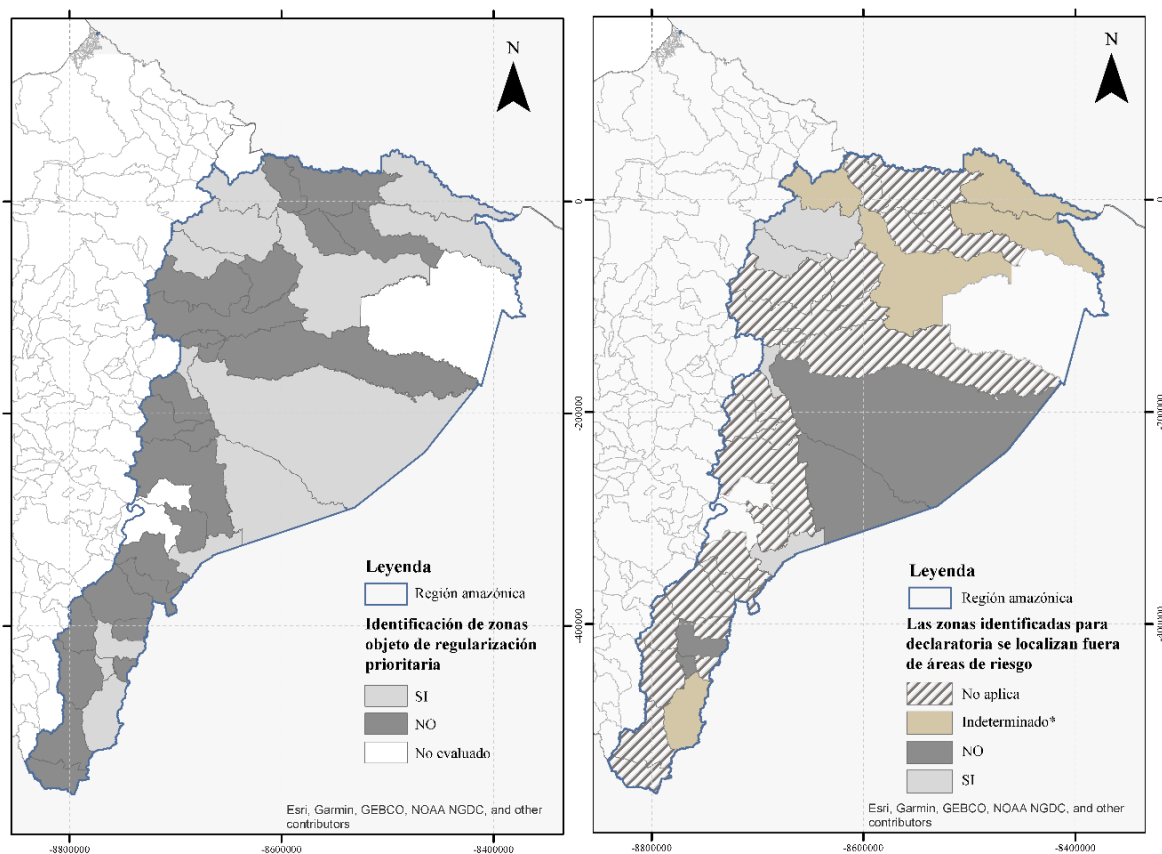 N
0
-200000
-400000
Leyenda
Región amazónica
Identificación de zonas
objeto de regularización
prioritaria
SI
NO
No evaluado
Esri, Garmin, GEBCO, NOAA NGDC, and other
contributors
-8800000
-8600000
-8400000
N
0
-200000
-400000
Leyenda
Región amazónica
Las zonas identificadas para
declaratoria se localizan fuera
de áreas de riesgo
No aplica
Indeterminado*
NO
SI
Esri, Garmin, GEBCO, NOAA NGDC, and other
contributors
-8800000
-8600000
-8400000